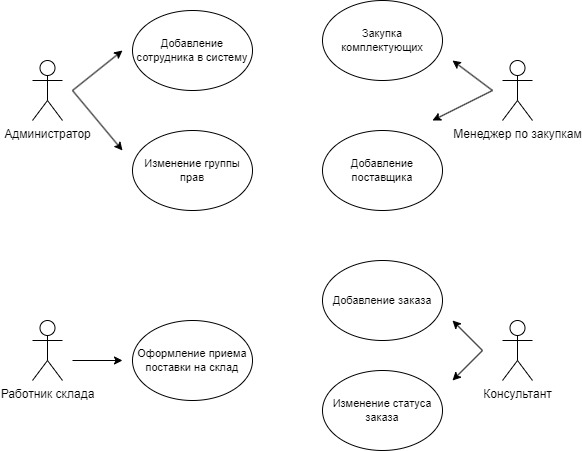 Добавление
сотрудника в систему
Администратор
Изменение группы
прав
Закупка
комплектующих
Менеджер по закупкам
Добавление
поставщика
Оформление приема
поставки на склад
Работник склада
Добавление заказа
Изменение статуса
заказа
Консультант